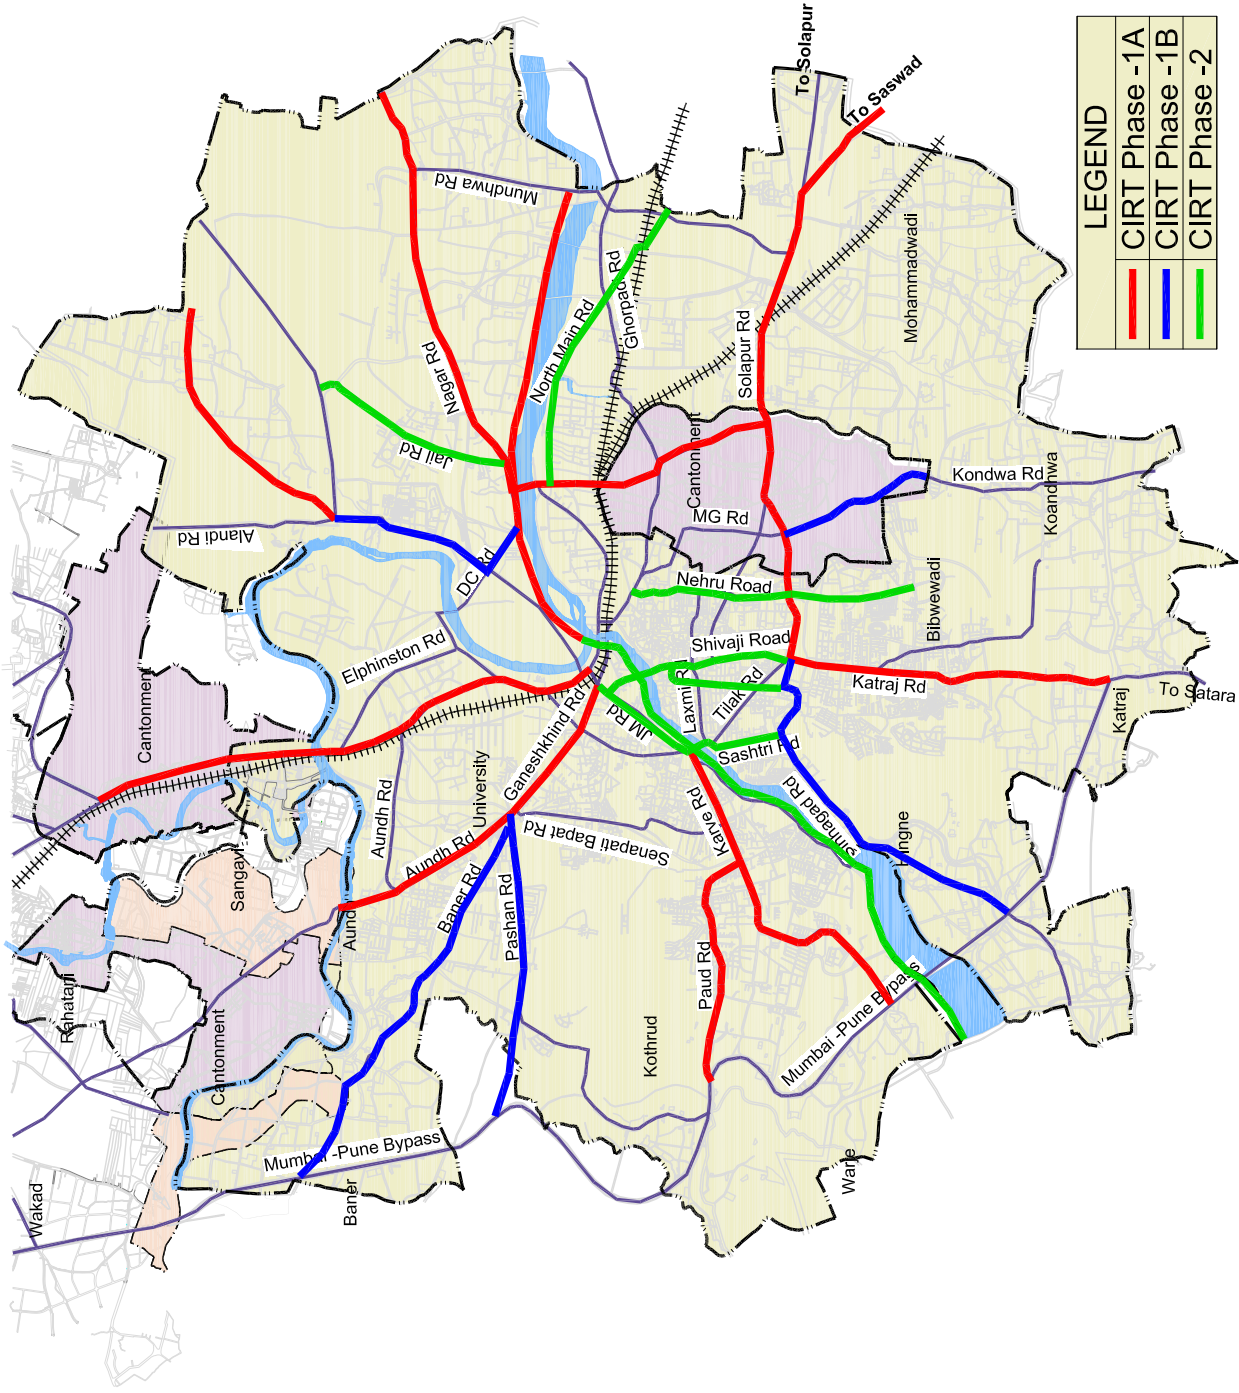 To Solapur
To Saswad
LEGEND
CIRT Phase -1A
CIRT Phase -1B
CIRT Phase -2
Mundhwa Rd
Mohammadwadi
Ghorpadi Rd
North Main Rd
Nagar Rd
Solapur Rd
Jail Rd
Cantonment
Kondwa Rd
Koandhwa
MG Rd
Alandi Rd
DC Rd
Nehru Road
Bibwewadi
Elphinston Rd
Shivaji Road
Katraj Rd
To Satara
Katraj
Laxmi Rd
Tilak Rd
JM Rd
Cantonment
Ganeshkhind Rd
Sashtri Rd
University
Aundh Rd
Senapati Bapat Rd
Karve Rd
Sinhagad Rd
Hingne
Aundh Rd
Sangavi
Baner Rd
Pashan Rd
Aundh
Paud Rd
Rahatani
Cantonment
Kothrud
Mumbai -Pune Bypass
Mumbai -Pune Bypass
Warje
Wakad
Baner